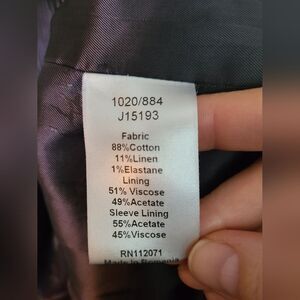 1020/884
J15193
Fabric
88%Cotton
11%Linen
1%Elastane
Lining
51% Viscose
49%Acetate
Sleeve Lining
55%Acetate
45%Viscose
RN112071
Made in Romania